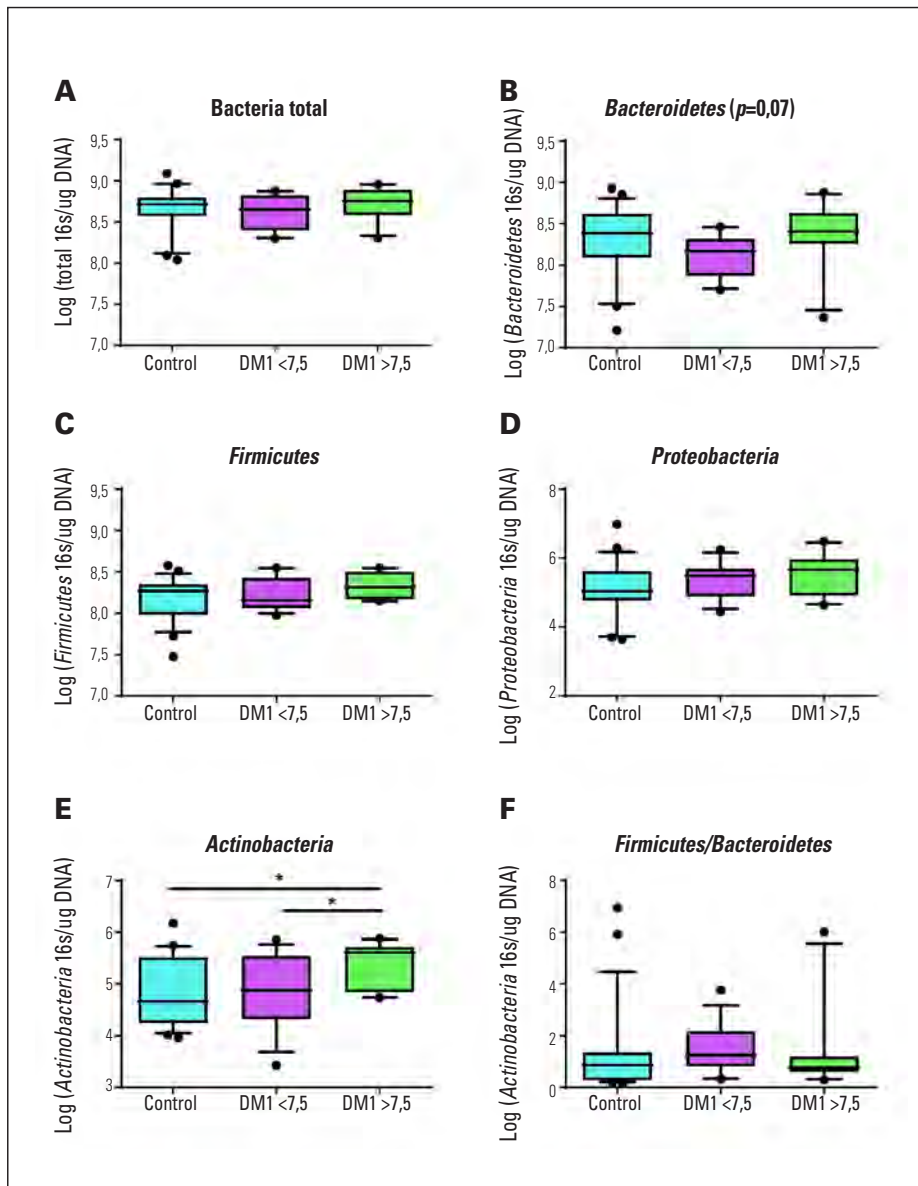 A
Bacteria total
Log (total 16s/ug DNA)
9,5
9,0
8,5
8,0
7,5
7,0
Control
DM1 <7,5
DM1 >7,5
B
Bacteroidetes (p=0,07)
Log (Bacteroidetes 16s/ug DNA)
9,5
9,0
8,5
8,0
7,5
7,0
Control
DM1 <7,5
DM1 >7,5
C
Firmicutes
Log (Firmicutes 16s/ug DNA)
9,5
9,0
8,5
8,0
7,5
7,0
Control
DM1 <7,5
DM1 >7,5
D
Proteobacteria
Log (Proteobacteria 16s/ug DNA)
8
6
4
2
Control
DM1 <7,5
DM1 >7,5
E
Actinobacteria
Log (Actinobacteria 16s/ug DNA)
7
6
5
4
3
*
*
Control
DM1 <7,5
DM1 >7,5
F
Firmicutes/Bacteroidetes
Log (Actinobacteria 16s/ug DNA)
8
6
4
2
0
Control
DM1 <7,5
DM1 >7,5